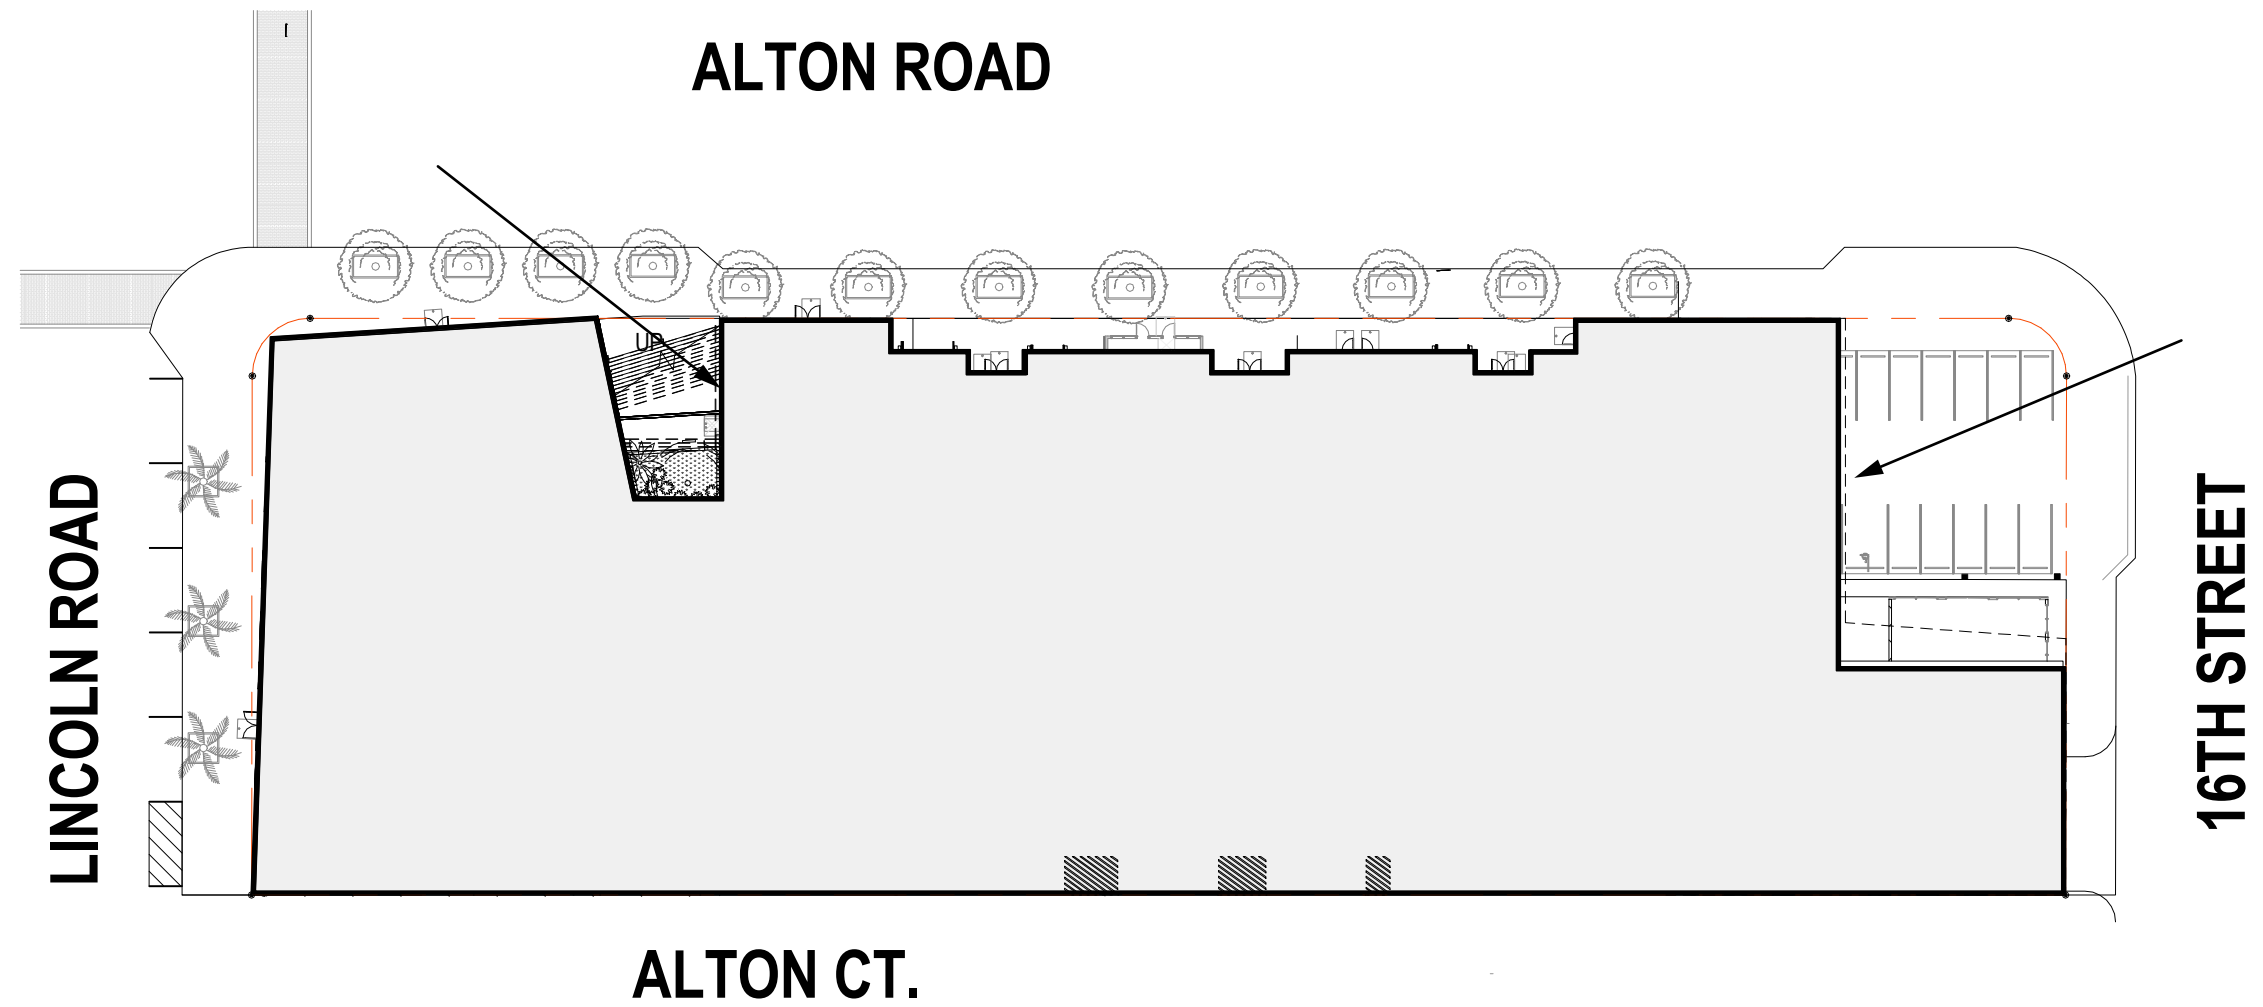 ALTON ROAD
UP
LINCOLN ROAD
16TH STREET
ALTON CT.